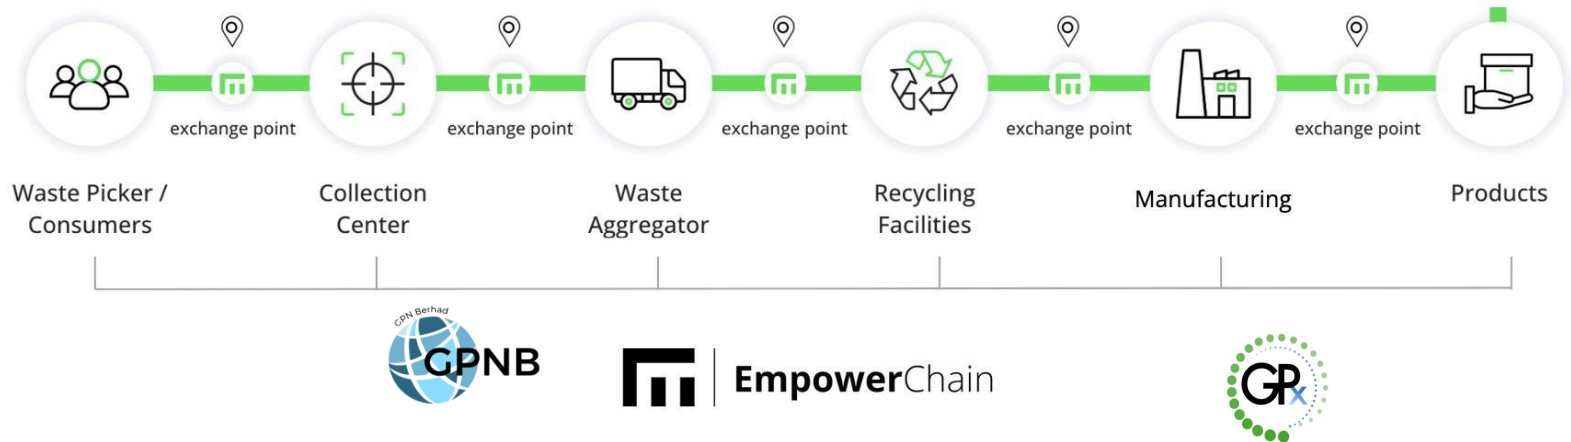 exchange point
exchange point
exchange point
exchange point
exchange point
Waste Picker /
Consumers
Collection
Center
Waste
Aggregator
Recycling
Facilities
Manufacturing
Products
GPN Berhad
GPNB
EmpowerChain
GPx